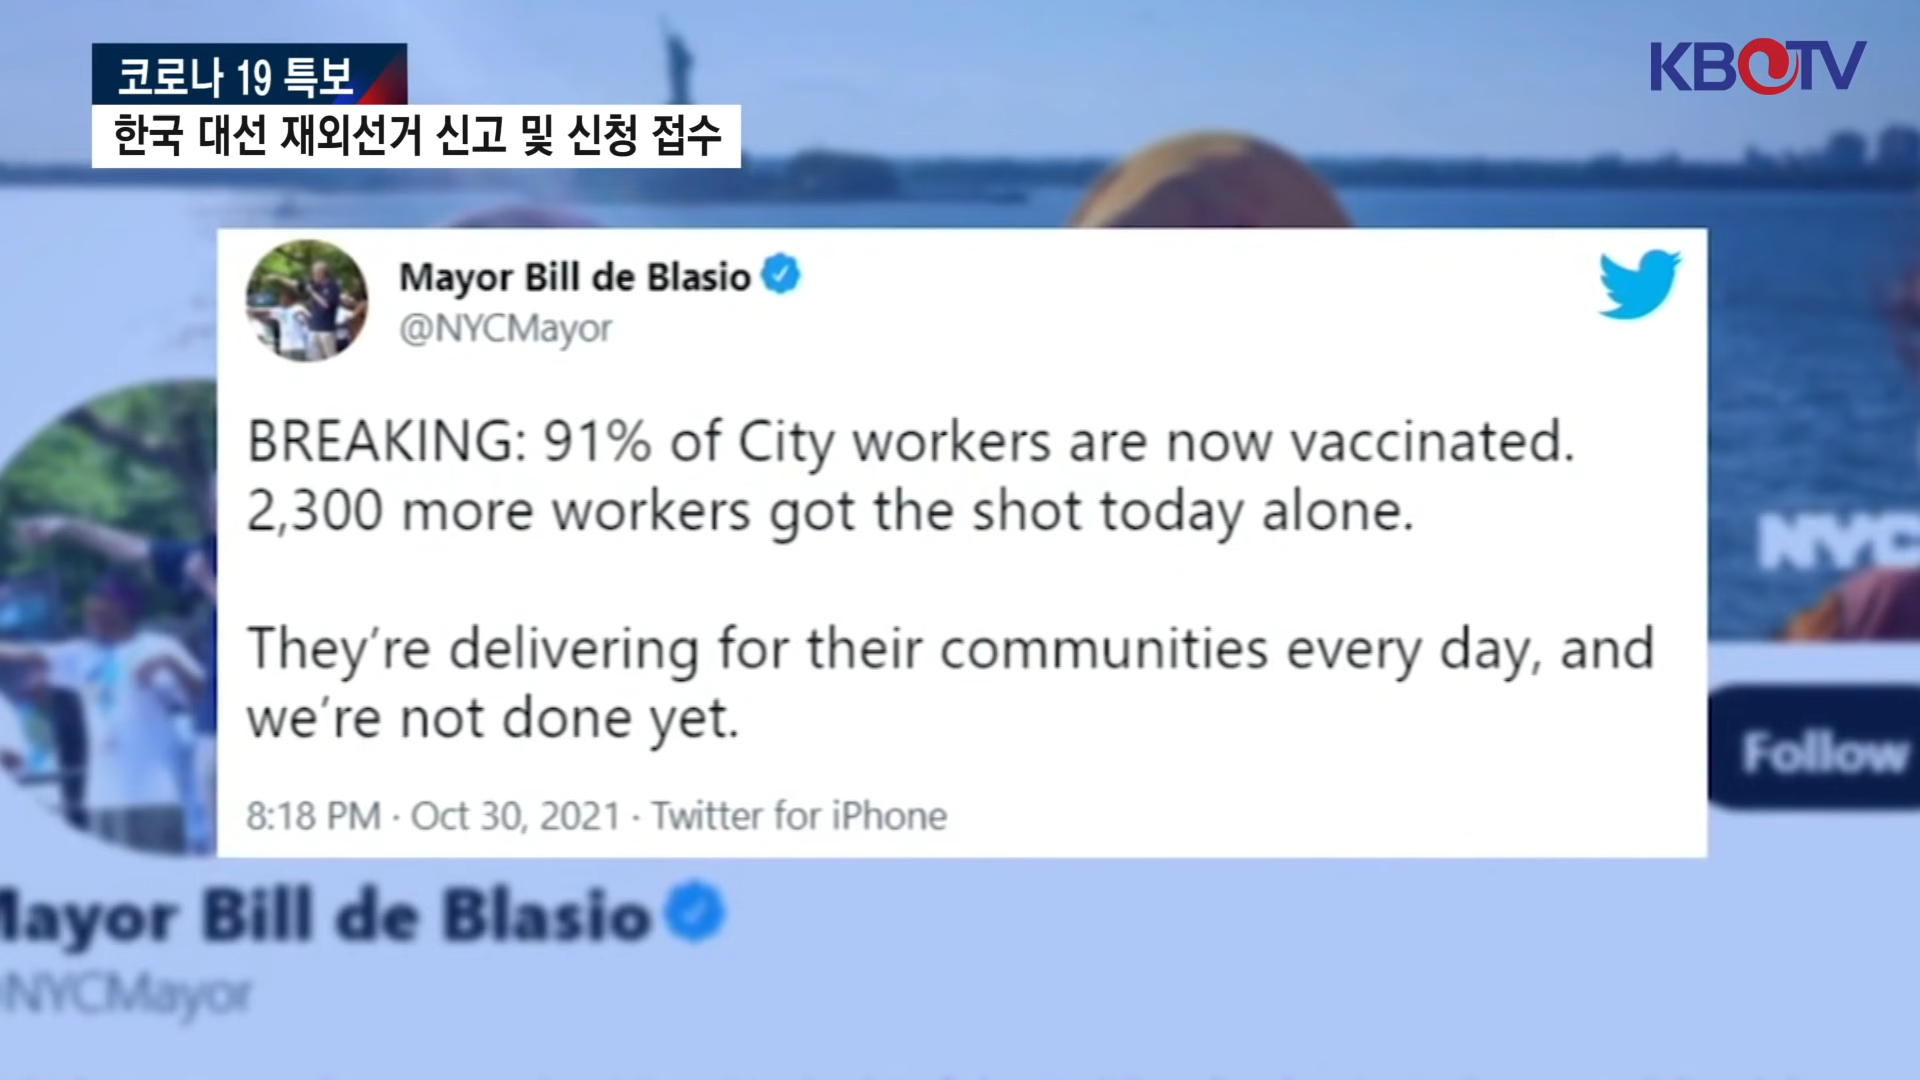 코로나 19 특보
한국 대선 재외선거 신고 및 신청 접수
KBTV
Mayor Bill de Blasio
@NYCMayor
BREAKING: 91% of City workers are now vaccinated.
2,300 more workers got the shot today alone.
They're delivering for their communities every day, and
we're not done yet.
8:18 PM · Oct 30, 2021 · Twitter for iPhone
NYC
Follow
Mayor Bill de Blasio
NYCMayor